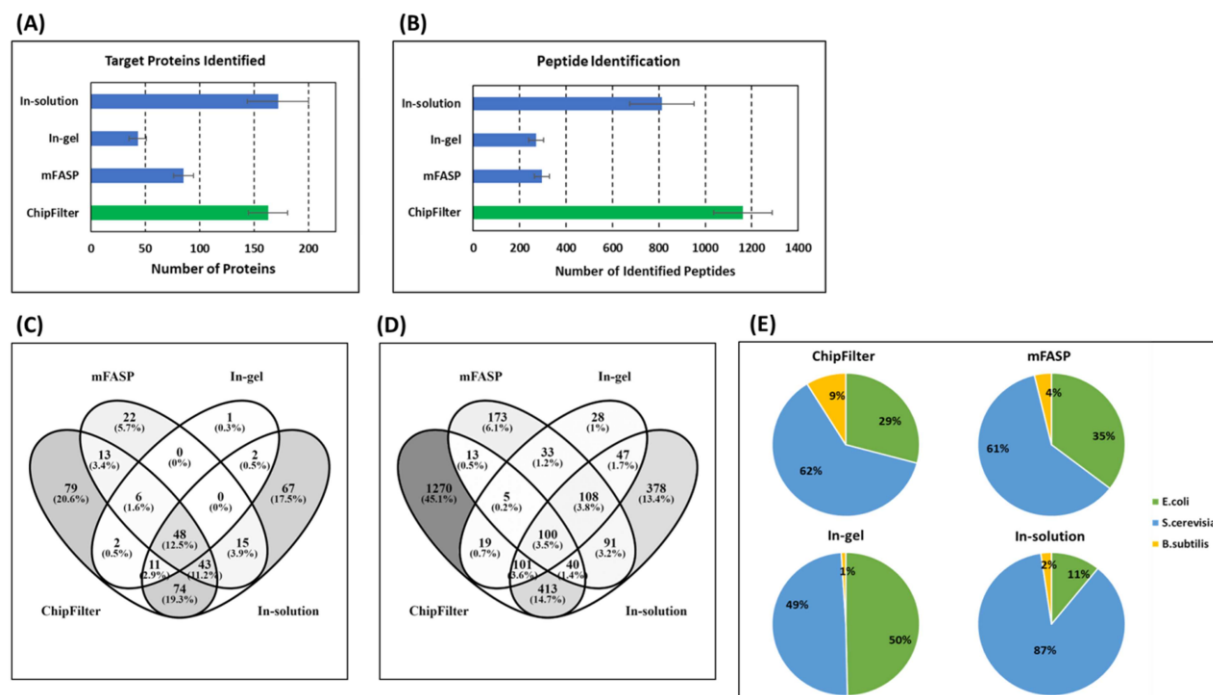 (A)
Target Proteins Identified
In-solution
In-gel
mFASP
ChipFilter
0 50 100 150 200
Number of Proteins
(B)
Peptide Identification
In-solution
In-gel
mFASP
ChipFilter
0 200 400 600 800 1000 1200 1400
Number of Identified Peptides
(C)
mFASP In-gel
22 1
(5.7%) (0.3%)
13 0 2
(3.4%) (0%) (0.5%)
79 6 0 67
(20.6%) (1.6%) (0%) (17.5%)
48
(12.5%)
2 15
(0.5%) (3.9%)
11 43
(2.9%) (11.2%)
74
(19.3%)
ChipFilter In-solution
(D)
mFASP In-gel
173 28
(6.1%) (1%)
13 33 47
(0.5%) (1.2%) (1.7%)
1270 5 108 378
(45.1%) (0.2%) (3.8%) (13.4%)
100
(3.5%)
19 91
(0.7%) (3.2%)
101 40
(3.6%) (1.4%)
413
(14.7%)
ChipFilter In-solution
(E)
ChipFilter mFASP
9% 4%
29% 35%
62% 61%
In-gel In-solution
1% 2% 11%
49% 50%
87%
E.coli
S.cerevisia
B.subtilis